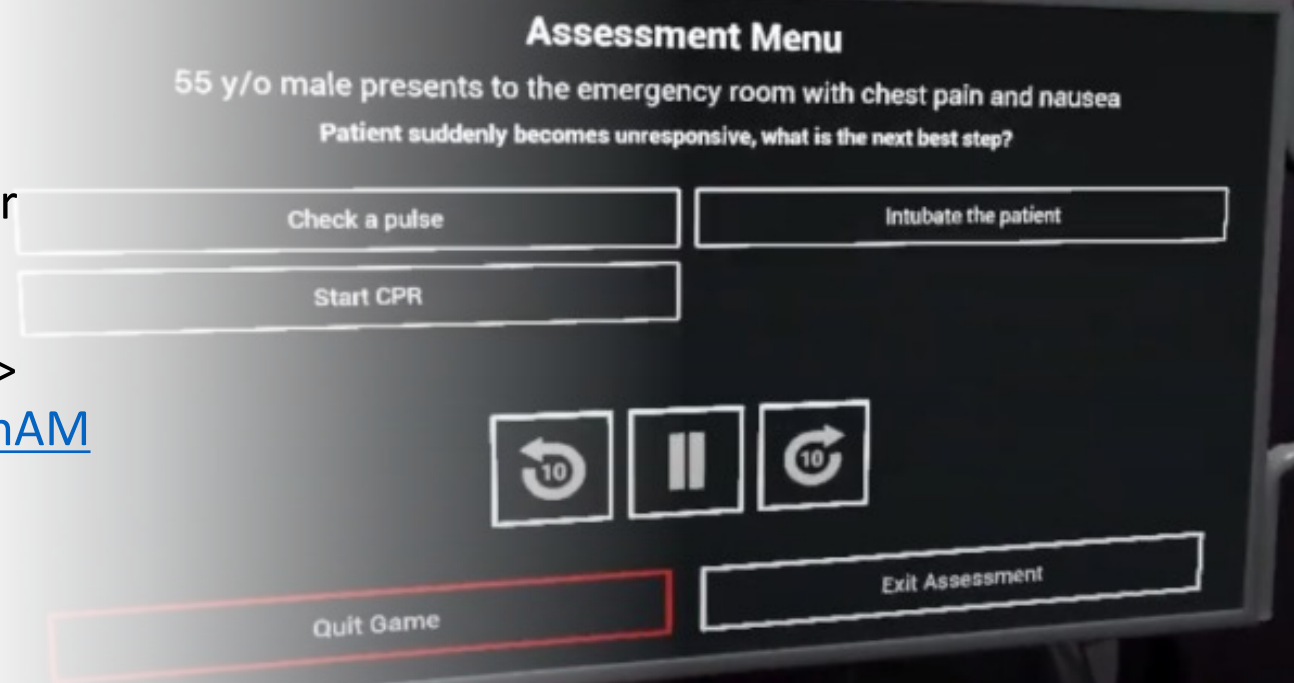 Assessment Menu
55 y/o male presents to the emergency room with chest pain and nausea
Patient suddenly becomes unresponsive, what is the next best step?
r
Check a pulse
Intubate the patient
Start CPR
>
nAM
10
10
Quit Game
Exit Assessment